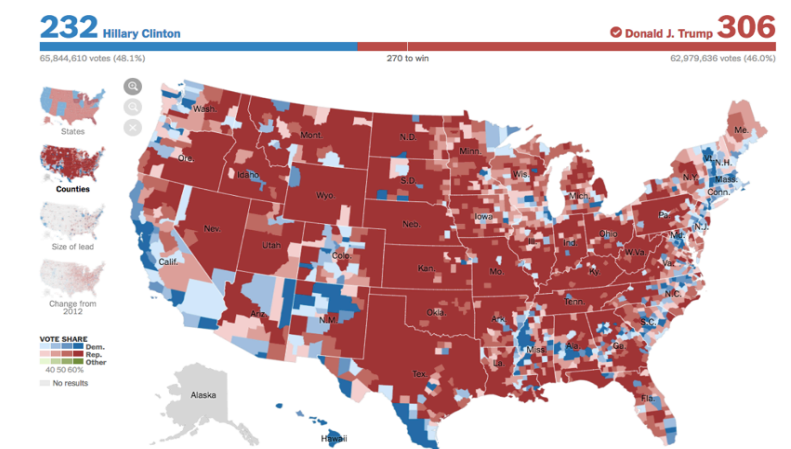 232 Hillary Clinton
Donald J. Trump 306
65,844,610 votes (48.1%)
270 to win
62,979,636 votes (46.0%)
States
Counties
Size of lead
Change from
2012
VOTE SHARE
Dem.
Rep.
Other
40 50 60%
No results
Wash.
Mont.
N.D.
Minn.
Me.
Ore.
Idaho
S.D.
Wis.
Vt.
N.H.
N.Y.
Mass.
Conn.
Wyo.
Mich.
Iowa
Neb.
Pa.
N.J.
Nev.
Utah
Colo.
Ill.
Ind.
Ohio
Md.
W.Va.
Calif.
Kan.
Mo.
Ky.
Va.
Ariz.
N.M.
Okla.
Ark.
Tenn.
N.C.
S.C.
Miss.
Ala.
Ga.
Tex.
La.
Fla.
Alaska
Hawaii